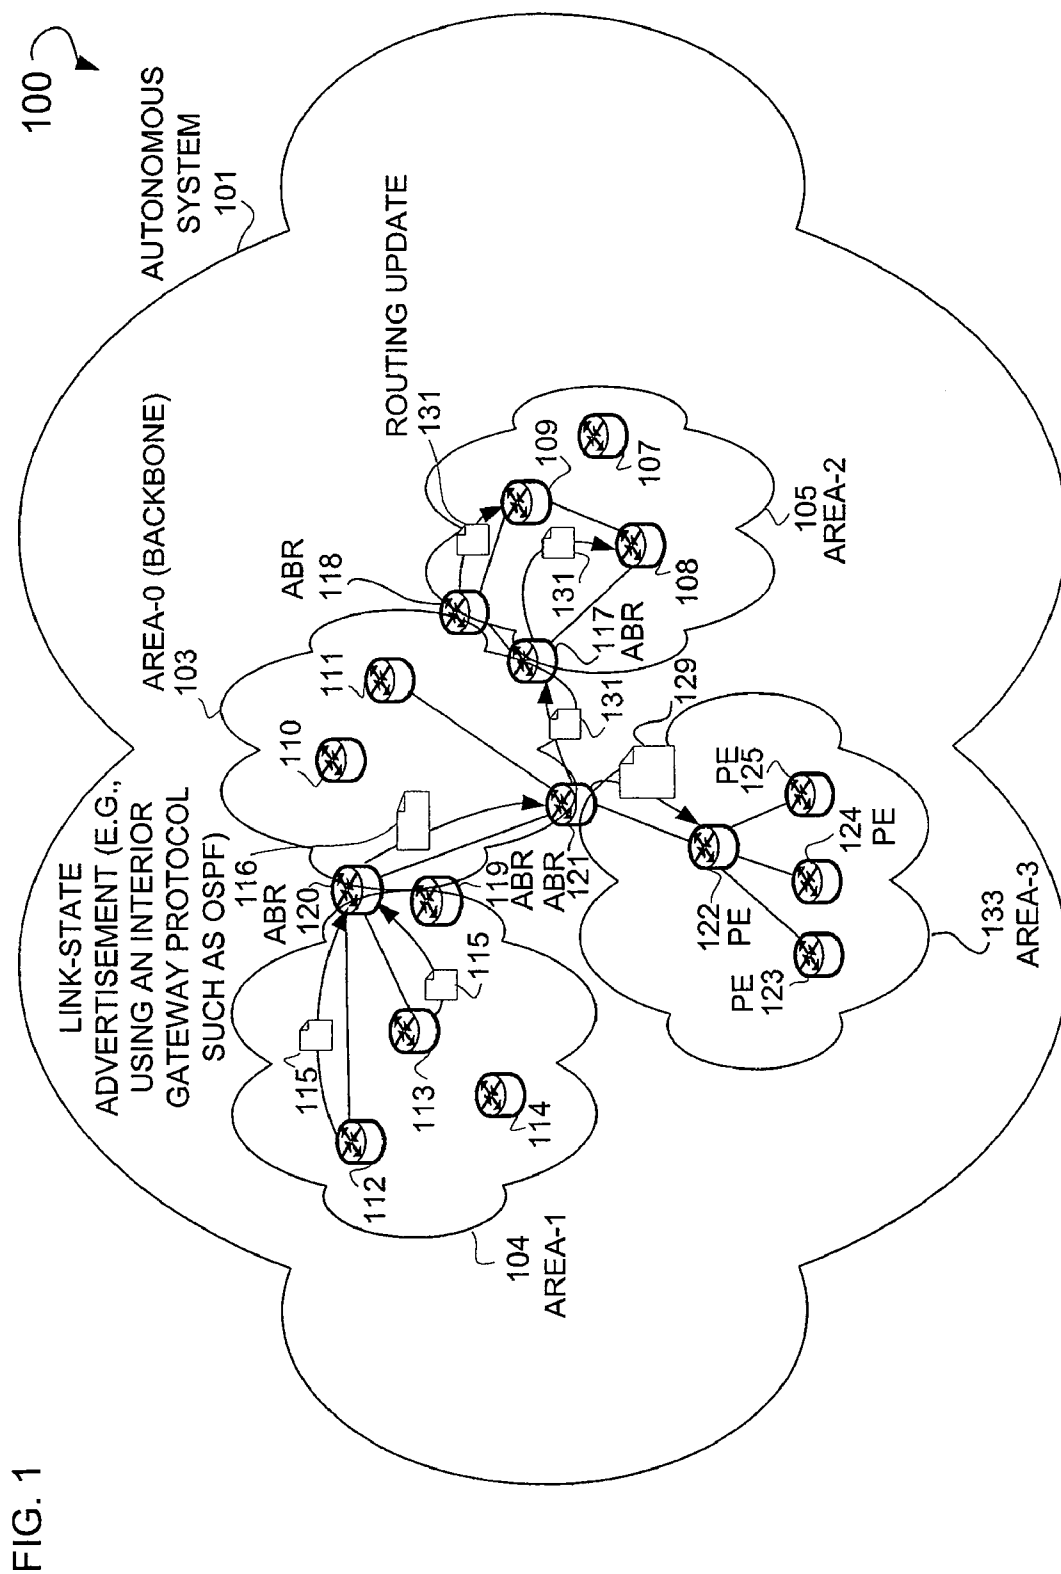 FIG. 1
100
AUTONOMOUS
SYSTEM
101
LINK-STATE
ADVERTISEMENT (E.G.,
USING AN INTERIOR
GATEWAY PROTOCOL
SUCH AS OSPF)
116
AREA-0 (BACKBONE)
103
ROUTING UPDATE
131
ABR
118
111
110
ABR
120
119
ABR
ABR
121
117
ABR
109
107
108
131
131
129
105
AREA-2
115
115
112
113
114
104
AREA-1
122
PE
PE
123
124
PE
PE
125
133
AREA-3